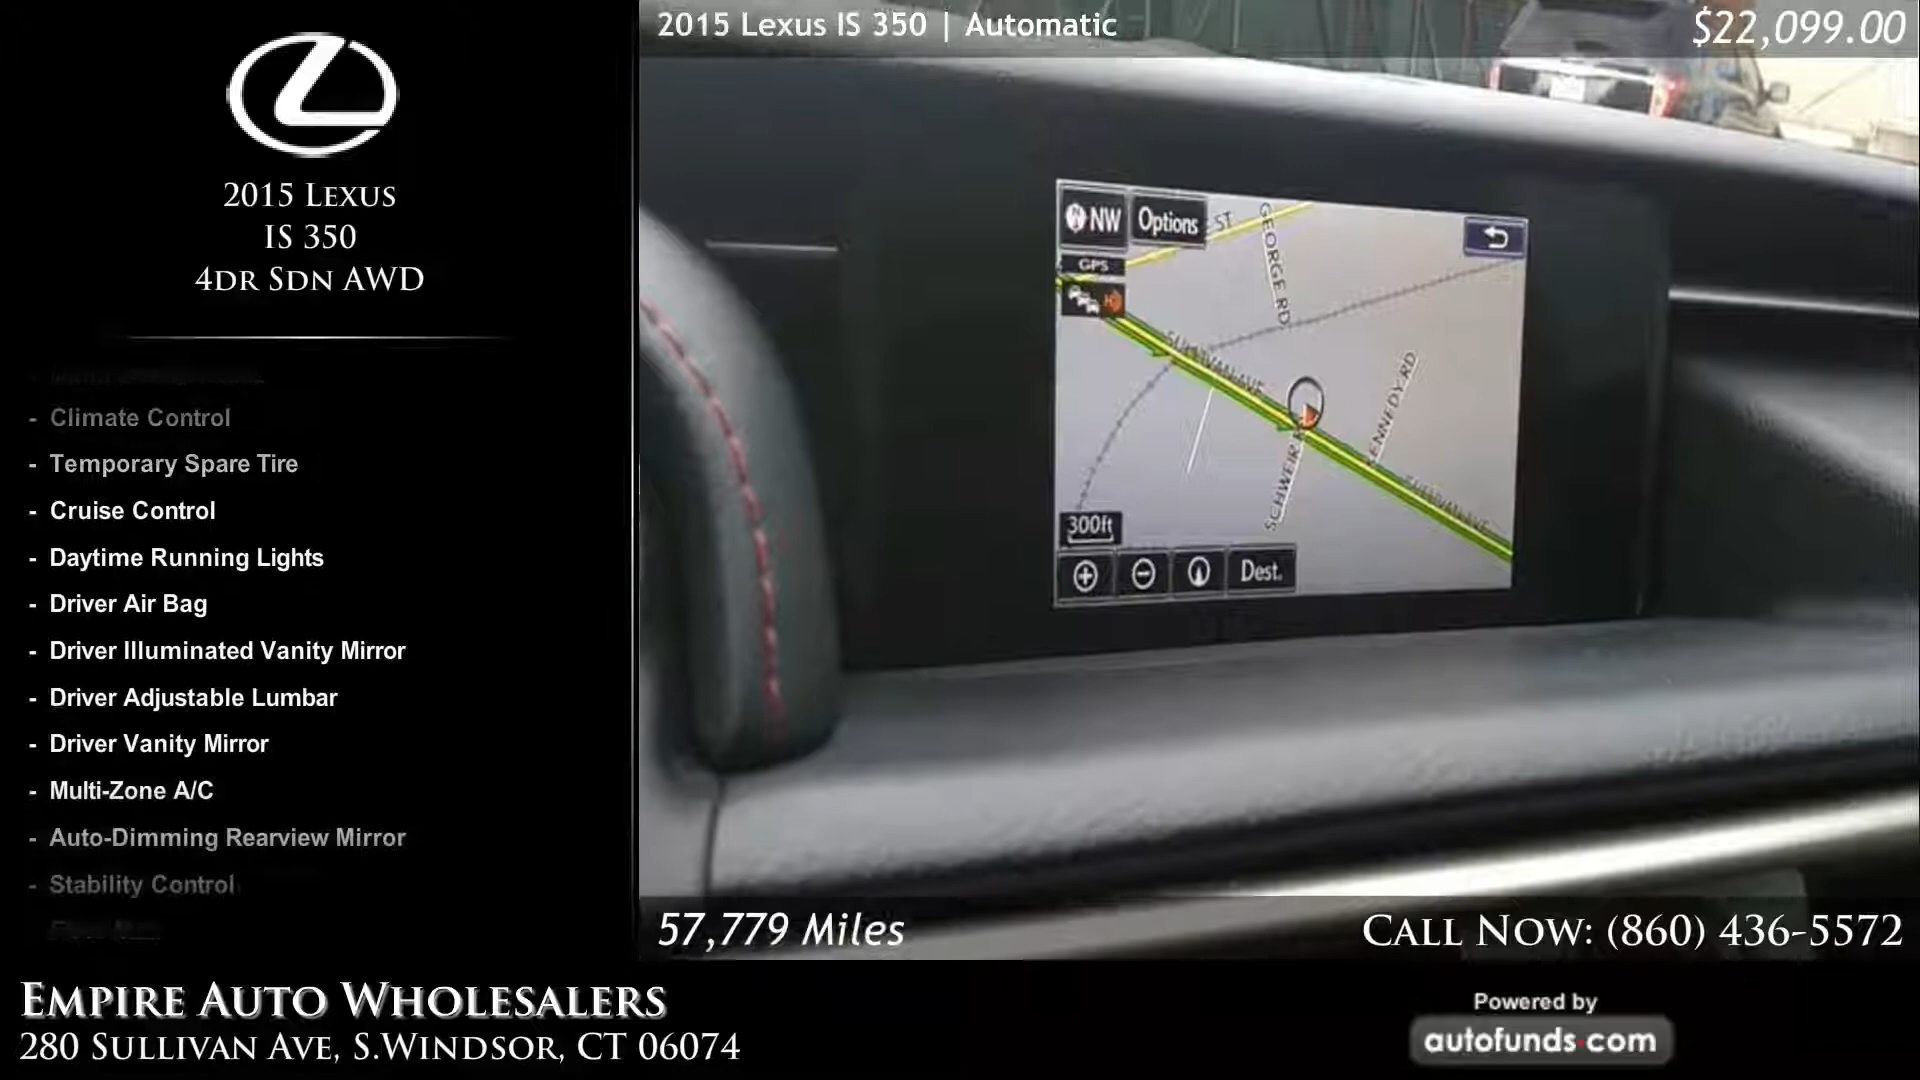 2015 Lexus IS 350 | Automatic
$22,099.00
2015 LEXUS
IS 350
4DR SDN AWD
- Climate Control
- Temporary Spare Tire
- Cruise Control
- Daytime Running Lights
- Driver Air Bag
- Driver Illuminated Vanity Mirror
- Driver Adjustable Lumbar
- Driver Vanity Mirror
- Multi-Zone A/C
- Auto-Dimming Rearview Mirror
- Stability Control
NW
Options
ST
GEORGE RD
GPS
SULLIVAN AVE
KENNEDY RD
SCHWEIR
SULLIVAN AVE
300ft
Dest.
57,779 Miles
CALL NOW: (860) 436-5572
EMPIRE AUTO WHOLESALERS
280 SULLIVAN AVE, S.WINDSOR, CT 06074
Powered by
autofunds.com